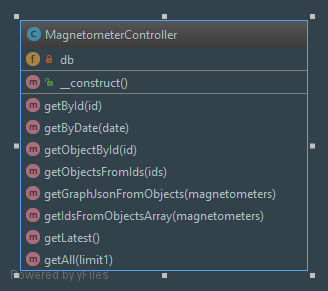 C MagnetometerController
f db
m __construct()
m getById(id)
m getByDate(date)
m getObjectById(id)
m getObjectsFromIds(ids)
m getGraphJsonFromObjects(magnetometers)
m getIdsFromObjectsArray(magnetometers)
m getLatest()
m getAll(limit1)
Powered by yFiles